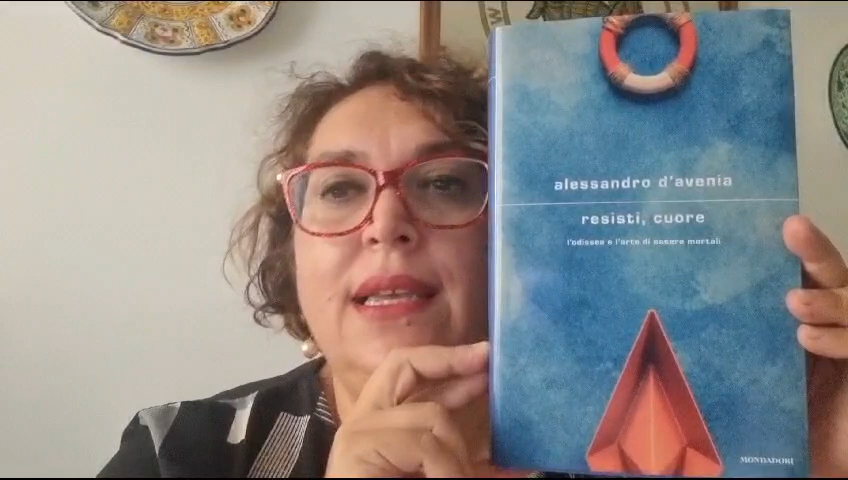 alessandro d'avenia
resisti, cuore
l'odissea e l'arte di essere mortali
MONDADORI